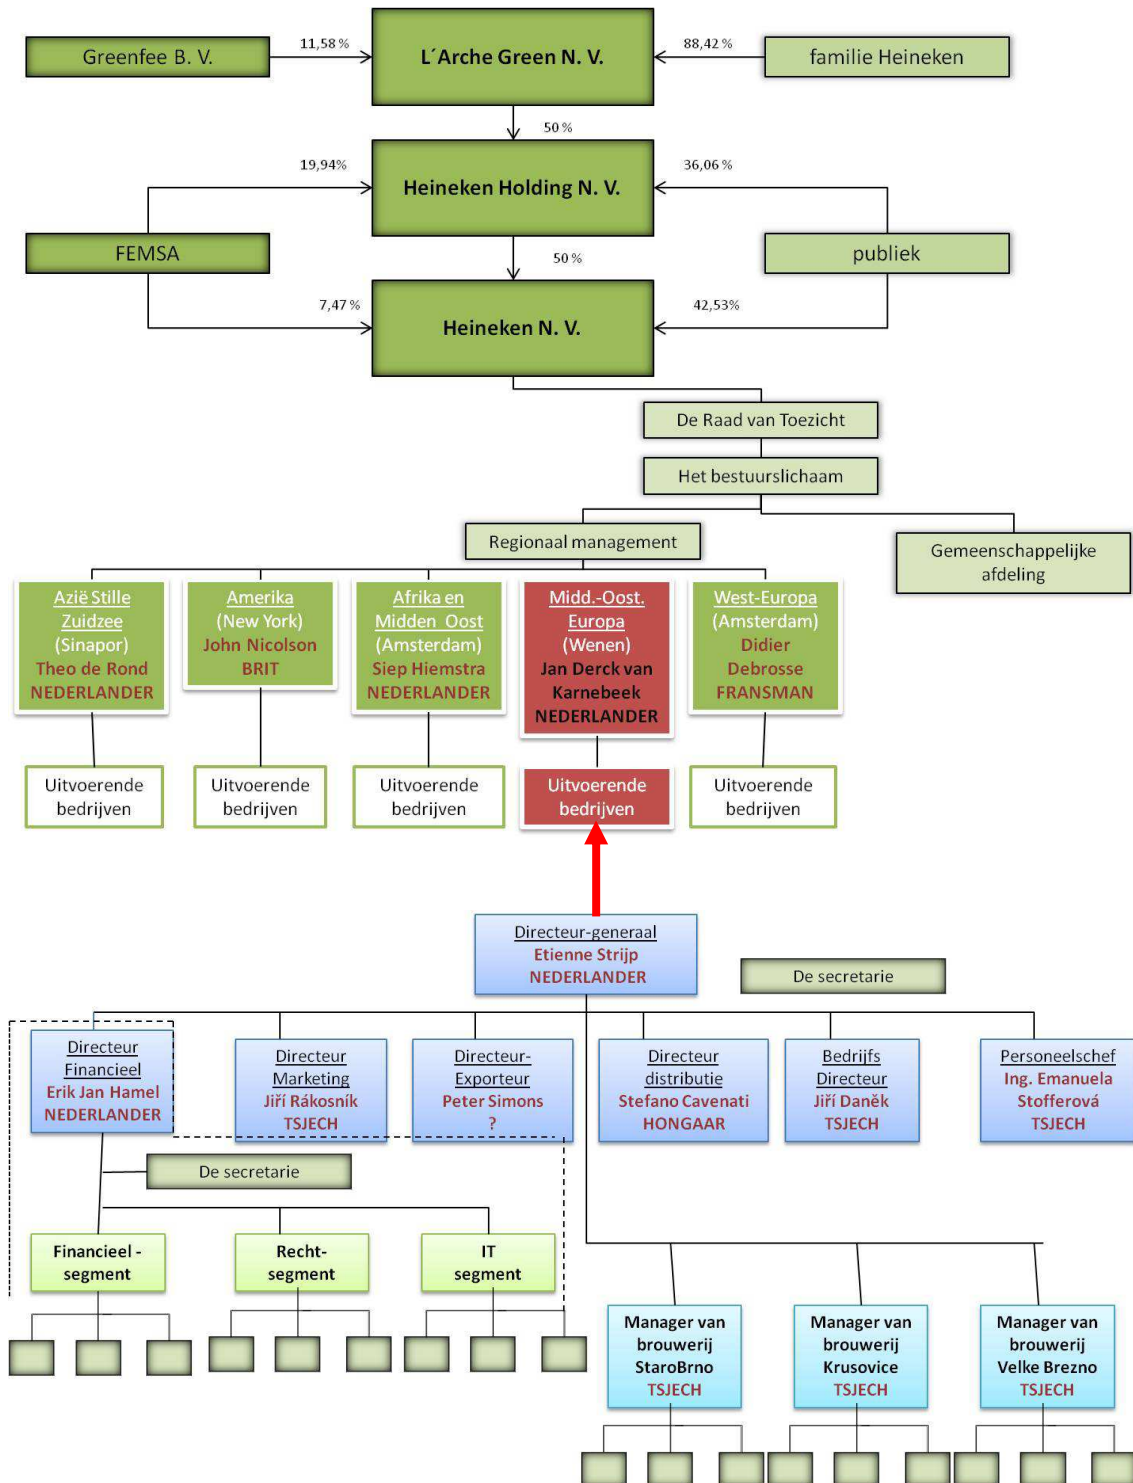 Greenfee B. V.
11,58 %
L´Arche Green N. V.
88,42 %
familie Heineken
50 %
19,94%
Heineken Holding N. V.
36,06 %
FEMSA
50 %
publiek
7,47 %
Heineken N. V.
42,53%
De Raad van Toezicht
Het bestuurslichaam
Regionaal management
Gemeenschappelijke
afdeling
Azië Stille
Zuidzee
(Sinapor)
Theo de Rond
NEDERLANDER
Amerika
(New York)
John Nicolson
BRIT
Afrika en
Midden Oost
(Amsterdam)
Siep Hiemstra
NEDERLANDER
Midd.-Oost.
Europa
(Wenen)
Jan Derck van
Karnebeek
NEDERLANDER
West-Europa
(Amsterdam)
Didier
Debrosse
FRANSMAN
Uitvoerende
bedrijven
Uitvoerende
bedrijven
Uitvoerende
bedrijven
Uitvoerende
bedrijven
Uitvoerende
bedrijven
Directeur-generaal
Etienne Strijp
NEDERLANDER
De secretarie
Directeur
Financieel
Erik Jan Hamel
NEDERLANDER
Directeur
Marketing
Jiří Rákosník
TSJECH
Directeur-
Exporteur
Peter Simons
?
Directeur
distributie
Stefano Cavenati
HONGAAR
Bedrijfs
Directeur
Jiří Daněk
TSJECH
Personeelschef
Ing. Emanuela
Stofferová
TSJECH
De secretarie
Financieel -
segment
Recht-
segment
IT
segment
Manager van
brouwerij
StaroBrno
TSJECH
Manager van
brouwerij
Krusovice
TSJECH
Manager van
brouwerij
Velke Brezno
TSJECH